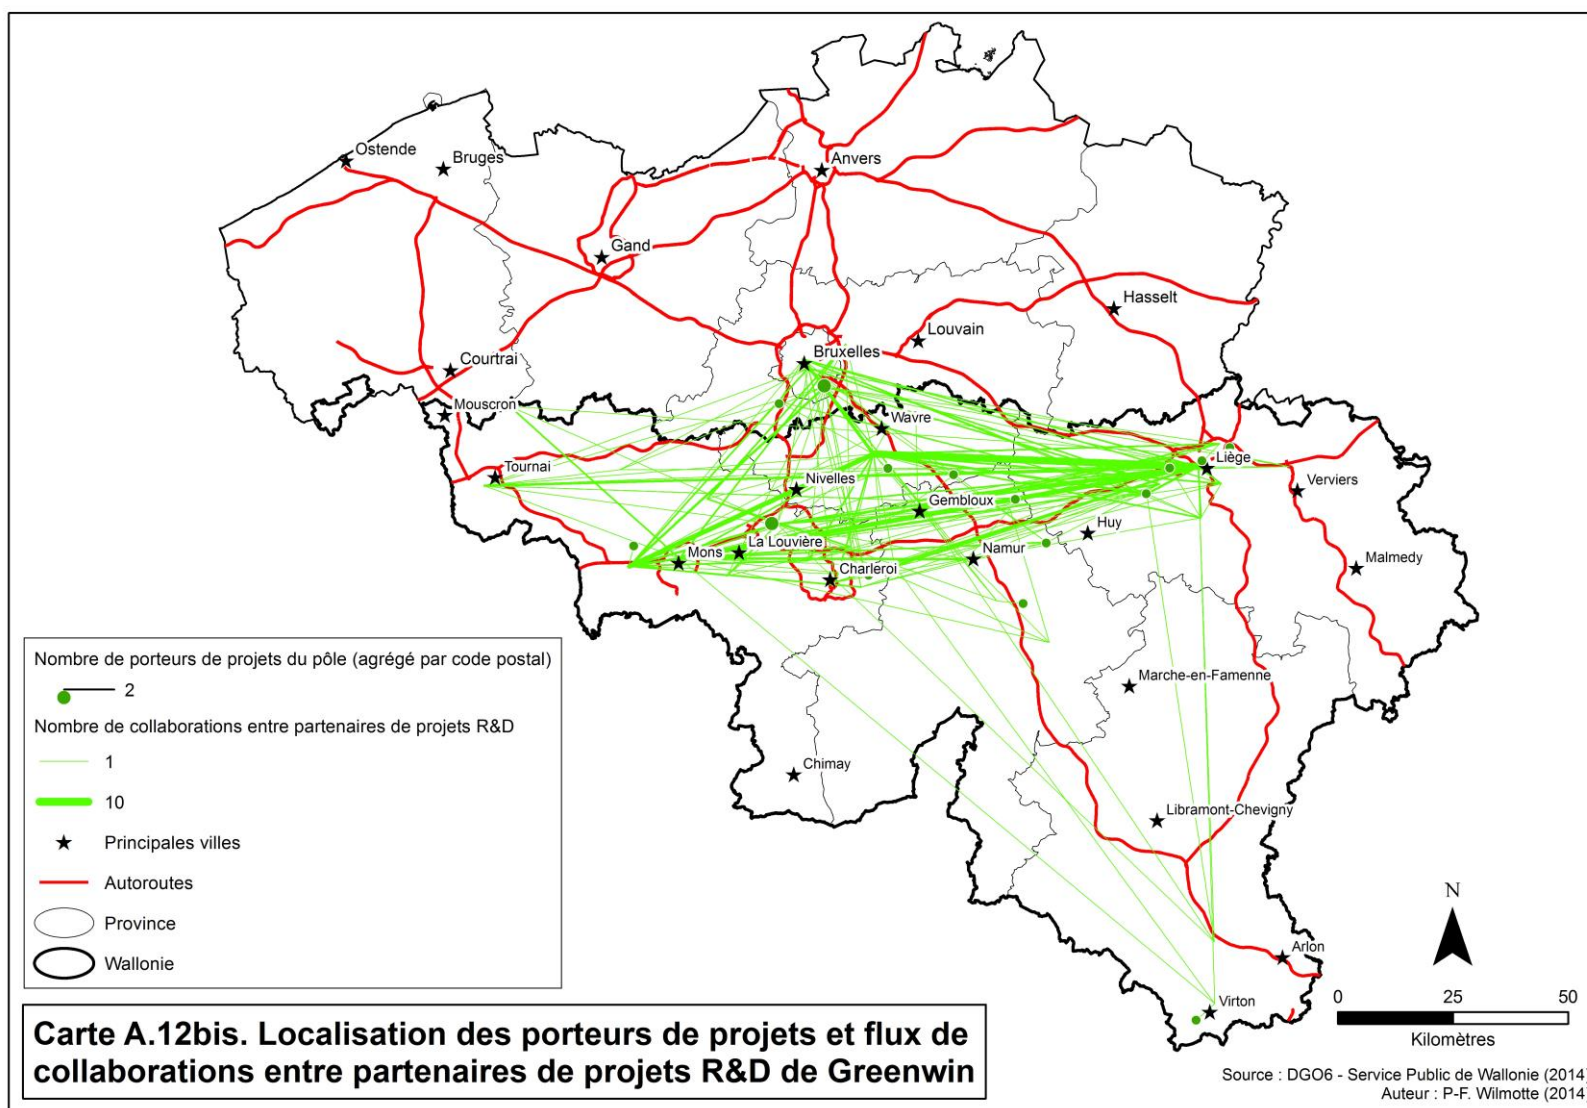 Ostende
Bruges
Anvers
Gand
Hasselt
Louvain
Bruxelles
Courtrai
Mouscron
Wavre
Tournai
Liège
Nivelles
Verviers
Gembloux
Huy
La Louvière
Mons
Namur
Charleroi
Malmedy
Marche-en-Famenne
Chimay
Libramont-Chevigny
Arlon
Virton
Nombre de porteurs de projets du pôle (agrégé par code postal)
2
Nombre de collaborations entre partenaires de projets R&D
1
10
Principales villes
Autoroutes
Province
Wallonie
N
0 25 50
Kilomètres
Carte A.12bis. Localisation des porteurs de projets et flux de
collaborations entre partenaires de projets R&D de Greenwin
Source : DGO6 - Service Public de Wallonie (2014)
Auteur : P-F. Wilmotte (2014)